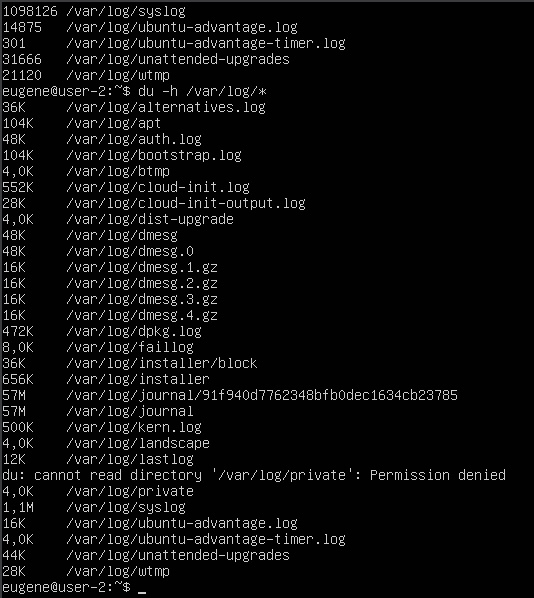 1098126 /var/log/syslog
14875   /var/log/ubuntu-advantage.log
301     /var/log/ubuntu-advantage-timer.log
31666   /var/log/unattended-upgrades
21120   /var/log/wtmp
eugene@user-2:~$ du -h /var/log/*
36K     /var/log/alternatives.log
104K    /var/log/apt
48K     /var/log/auth.log
104K    /var/log/bootstrap.log
4,0K    /var/log/btmp
552K    /var/log/cloud-init.log
28K     /var/log/cloud-init-output.log
4,0K    /var/log/dist-upgrade
48K     /var/log/dmesg
48K     /var/log/dmesg.0
16K     /var/log/dmesg.1.gz
16K     /var/log/dmesg.2.gz
16K     /var/log/dmesg.3.gz
16K     /var/log/dmesg.4.gz
472K    /var/log/dpkg.log
8,0K    /var/log/faillog
36K     /var/log/installer/block
656K    /var/log/installer
57M     /var/log/journal/91f940d7762348bfb0dec1634cb23785
57M     /var/log/journal
500K    /var/log/kern.log
4,0K    /var/log/landscape
12K     /var/log/lastlog
du: cannot read directory '/var/log/private': Permission denied
4,0K    /var/log/private
1,1M    /var/log/syslog
16K     /var/log/ubuntu-advantage.log
4,0K    /var/log/ubuntu-advantage-timer.log
44K     /var/log/unattended-upgrades
28K     /var/log/wtmp
eugene@user-2:~$ _